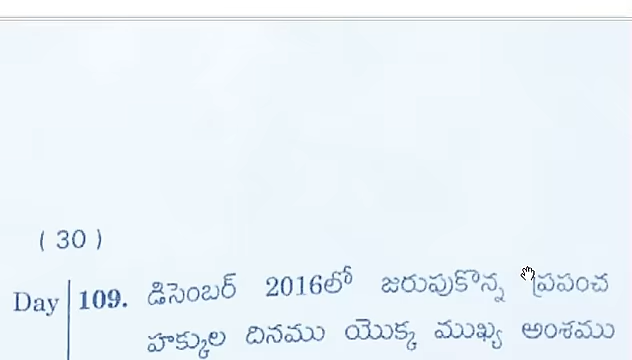 ( 30 )
Day 109. డిసెంబర్ 2016లో జరుపుకొన్న ప్రపంచ
హక్కుల దినము యొక్క ముఖ్య అంశము